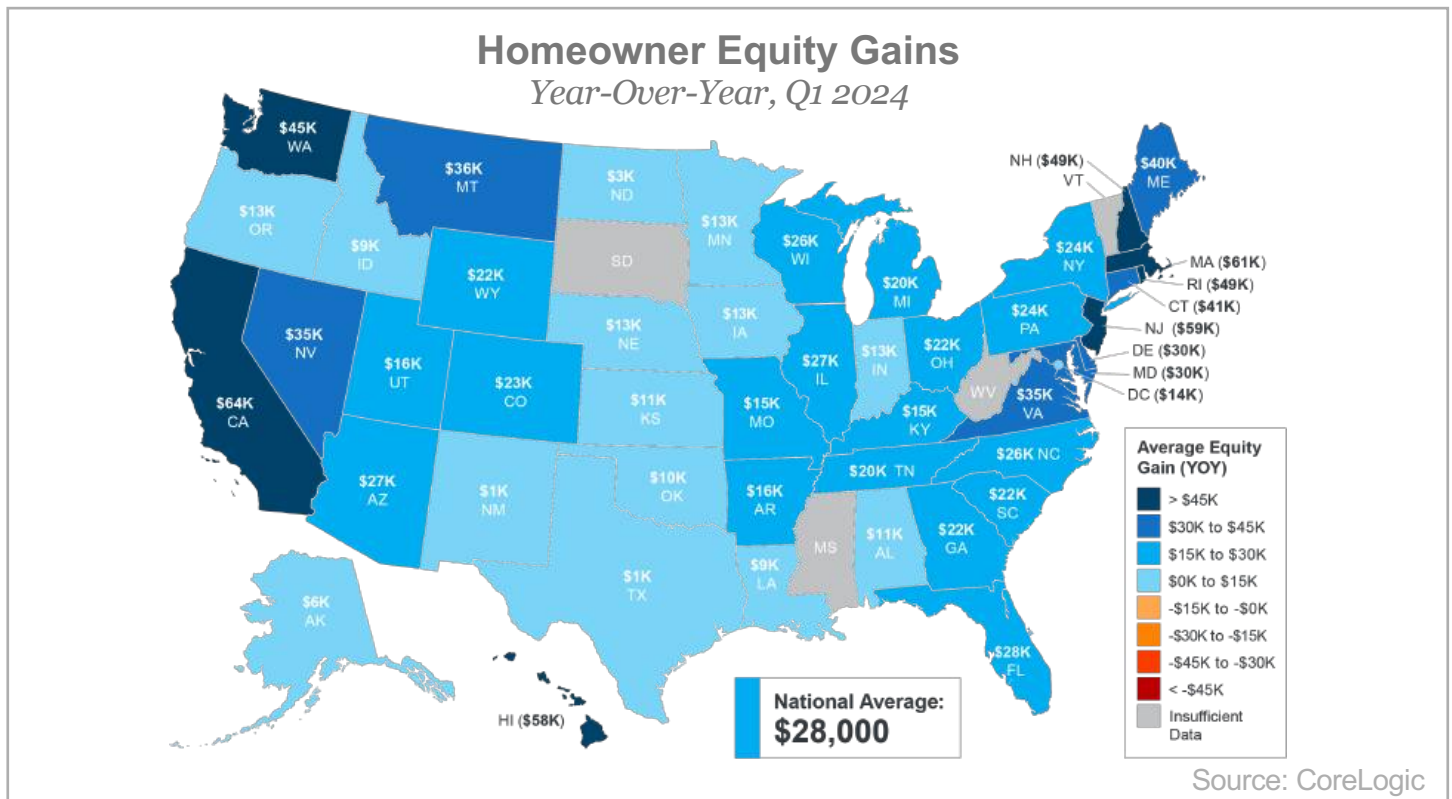 Homeowner Equity Gains
Year-Over-Year, Q1 2024
$45K
WA
$36K
MT
$3K
ND
$13K
MN
NH ($49K)
VT
$40K
ME
$13K
OR
$9K
ID
SD
$26K
WI
$24K
NY
$22K
WY
$20K
MI
MA ($61K)
RI ($49K)
CT ($41K)
NJ ($59K)
DE ($30K)
MD ($30K)
DC ($14K)
$35K
NV
$16K
UT
$23K
CO
$13K
NE
$13K
IA
$27K
IL
$13K
IN
$22K
OH
$24K
PA
WV
$35K
VA
$64K
CA
$11K
KS
$15K
MO
$15K
KY
$26K NC
$20K TN
$27K
AZ
$1K
NM
$10K
OK
$16K
AR
$22K
SC
MS
$11K
AL
$22K
GA
$9K
LA
$1K
TX
$6K
AK
$28K
FL
HI ($58K)
National Average:
$28,000
Average Equity
Gain (YOY)
> $45K
$30K to $45K
$15K to $30K
$0K to $15K
-$15K to -$0K
-$30K to -$15K
-$45K to -$30K
< -$45K
Insufficient
Data
Source: CoreLogic